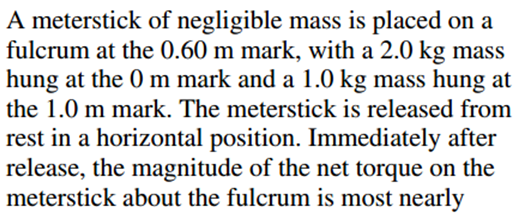 A meterstick of negligible mass is placed on a
fulcrum at the 0.60 m mark, with a 2.0 kg mass
hung at the 0 m mark and a 1.0 kg mass hung at
the 1.0 m mark. The meterstick is released from
rest in a horizontal position. Immediately after
release, the magnitude of the net torque on the
meterstick about the fulcrum is most nearly